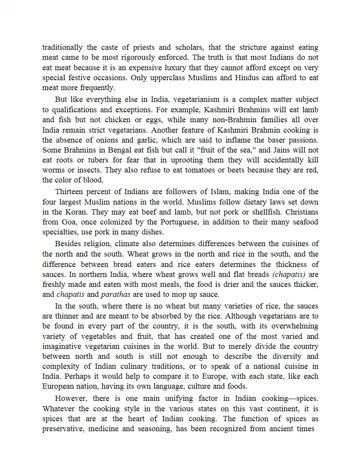 traditionally the caste of priests and scholars, that the stricture against eating
meat came to be most rigorously enforced. The truth is that most Indians do not
eat meat because it is an expensive luxury that they cannot afford except on very
special festive occasions. Only upperclass Muslims and Hindus can afford to eat
meat more frequently.
But like everything else in India, vegetarianism is a complex matter subject
to qualifications and exceptions. For example, Kashmiri Brahmins will eat lamb
and fish but not chicken or eggs, while many non-Brahmin families all over
India remain strict vegetarians. Another feature of Kashmiri Brahmin cooking is
the absence of onions and garlic, which are said to inflame the baser passions.
Some Brahmins in Bengal eat fish but call it "fruit of the sea," and Jains will not
eat roots or tubers for fear that in uprooting them they will accidentally kill
worms or insects. They also refuse to eat tomatoes or beets because they are red,
the color of blood.
Thirteen percent of Indians are followers of Islam, making India one of the
four largest Muslim nations in the world. Muslims follow dietary laws set down
in the Koran. They may eat beef and lamb, but not pork or shellfish. Christians
from Goa, once colonized by the Portuguese, in addition to their many seafood
specialties, use pork in many dishes.
Besides religion, climate also determines differences between the cuisines of
the north and the south. Wheat grows in the north and rice in the south, and the
difference between bread eaters and rice eaters determines the thickness of
sauces. In northern India, where wheat grows well and flat breads (chapatis) are
freshly made and eaten with most meals, the food is drier and the sauces thicker,
and chapatis and parathas are used to mop up sauce.
In the south, where there is no wheat but many varieties of rice, the sauces
are thinner and are meant to be absorbed by the rice. Although vegetarians are to
be found in every part of the country, it is the south, with its overwhelming
variety of vegetables and fruit, that has created one of the most varied and
imaginative vegetarian cuisines in the world. But to merely divide the country
between north and south is still not enough to describe the diversity and
complexity of Indian culinary traditions, or to speak of a national cuisine in
India. Perhaps it would help to compare it to Europe, with each state, like each
European nation, having its own language, culture and foods.
However, there is one main unifying factor in Indian cooking—spices.
Whatever the cooking style in the various states on this vast continent, it is
spices that are at the heart of Indian cooking. The function of spices as
preservative, medicine and seasoning, has been recognized from ancient times